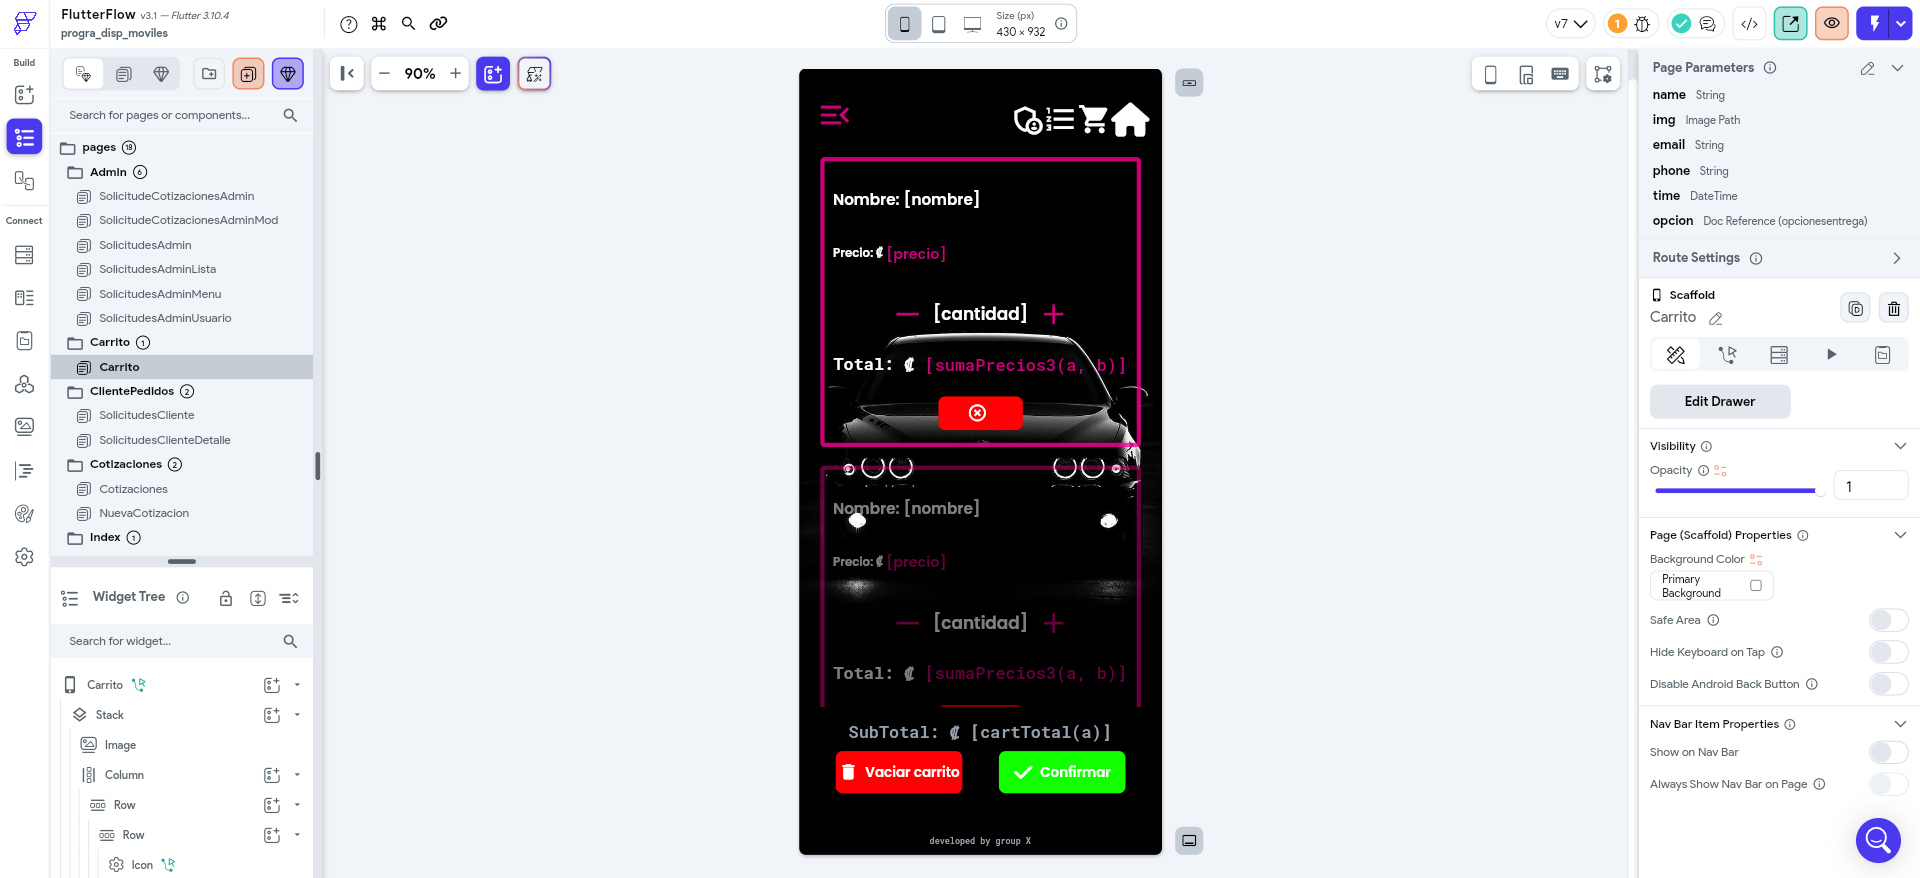 FlutterFlow v3.1 — Flutter 3.10.4
progra_disp_moviles
Size (px)
430 × 932
v7
1
Build
Connect
Search for pages or components...
pages 18
Admin 6
SolicitudeCotizacionesAdmin
SolicitudeCotizacionesAdminMod
SolicitudesAdmin
SolicitudesAdminLista
SolicitudesAdminMenu
SolicitudesAdminUsuario
Carrito 1
Carrito
ClientePedidos 2
SolicitudesCliente
SolicitudesClienteDetalle
Cotizaciones 2
Cotizaciones
NuevaCotizacion
Index 1
Widget Tree
Search for widget...
Carrito
Stack
Image
Column
Row
Row
Icon
90%
Nombre: [nombre]
Precio: ₡ [precio]
[cantidad]
Total: ₡ [sumaPrecios3(a, b)]
Nombre: [nombre]
Precio: ₡ [precio]
[cantidad]
Total: ₡ [sumaPrecios3(a, b)]
SubTotal: ₡ [cartTotal(a)]
Vaciar carrito
Confirmar
developed by group X
Page Parameters
name String
img Image Path
email String
phone String
time DateTime
opcion Doc Reference (opcionesentrega)
Route Settings
Scaffold
Carrito
Edit Drawer
Visibility
Opacity
1
Page (Scaffold) Properties
Background Color
Primary
Background
Safe Area
Hide Keyboard on Tap
Disable Android Back Button
Nav Bar Item Properties
Show on Nav Bar
Always Show Nav Bar on Page